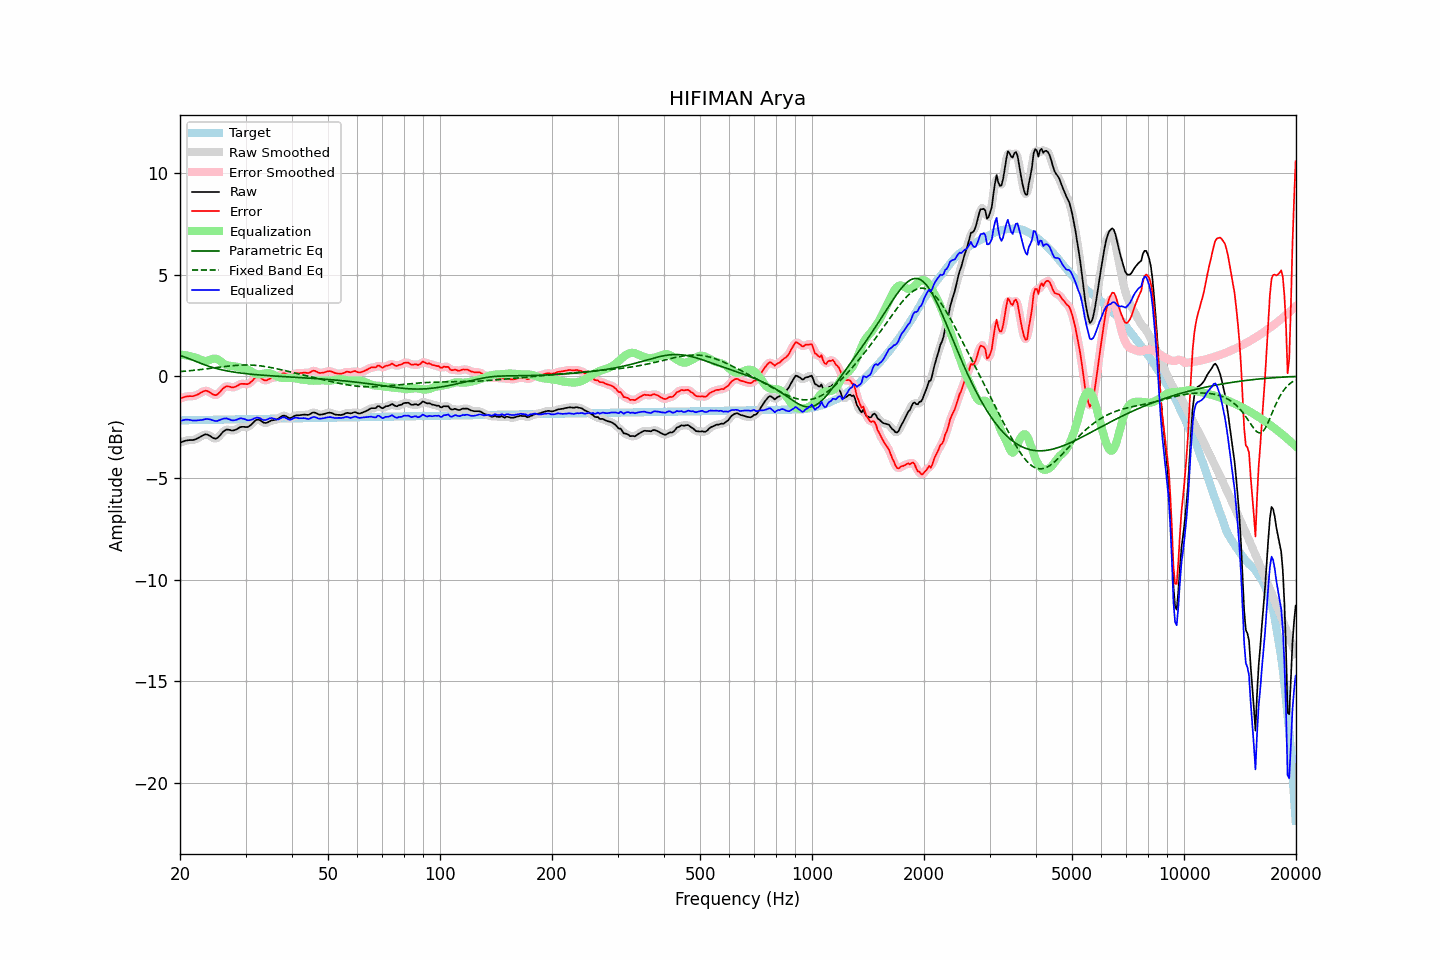 HIFIMAN Arya
Target
Raw Smoothed
Error Smoothed
Raw
Error
Equalization
Parametric Eq
Fixed Band Eq
Equalized
10
5
0
−5
−10
−15
−20
Amplitude (dBr)
20 50 100 200 500 1000 2000 5000 10000 20000
Frequency (Hz)